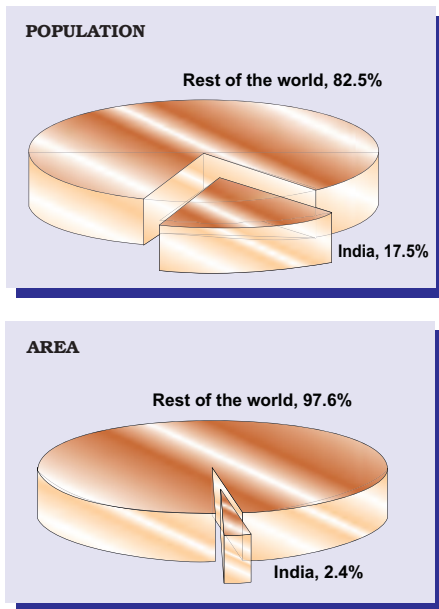 POPULATION
Rest of the world, 82.5%
India, 17.5%
AREA
Rest of the world, 97.6%
India, 2.4%